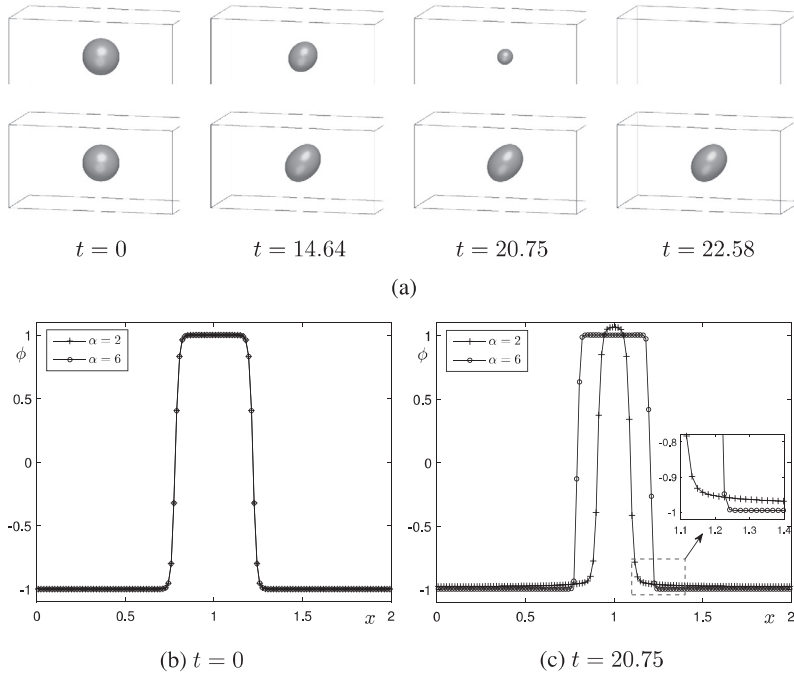 t = 0 t = 14.64 t = 20.75 t = 22.58
(a)
1
0.5
0
-0.5
-1
ϕ
α = 2
α = 6
0 0.5 1 1.5 2
x
(b) t = 0
1
0.5
0
-0.5
-1
ϕ
α = 2
α = 6
-0.8
-0.9
-1
1.1 1.2 1.3 1.4
0 0.5 1 1.5 2
x
(c) t = 20.75